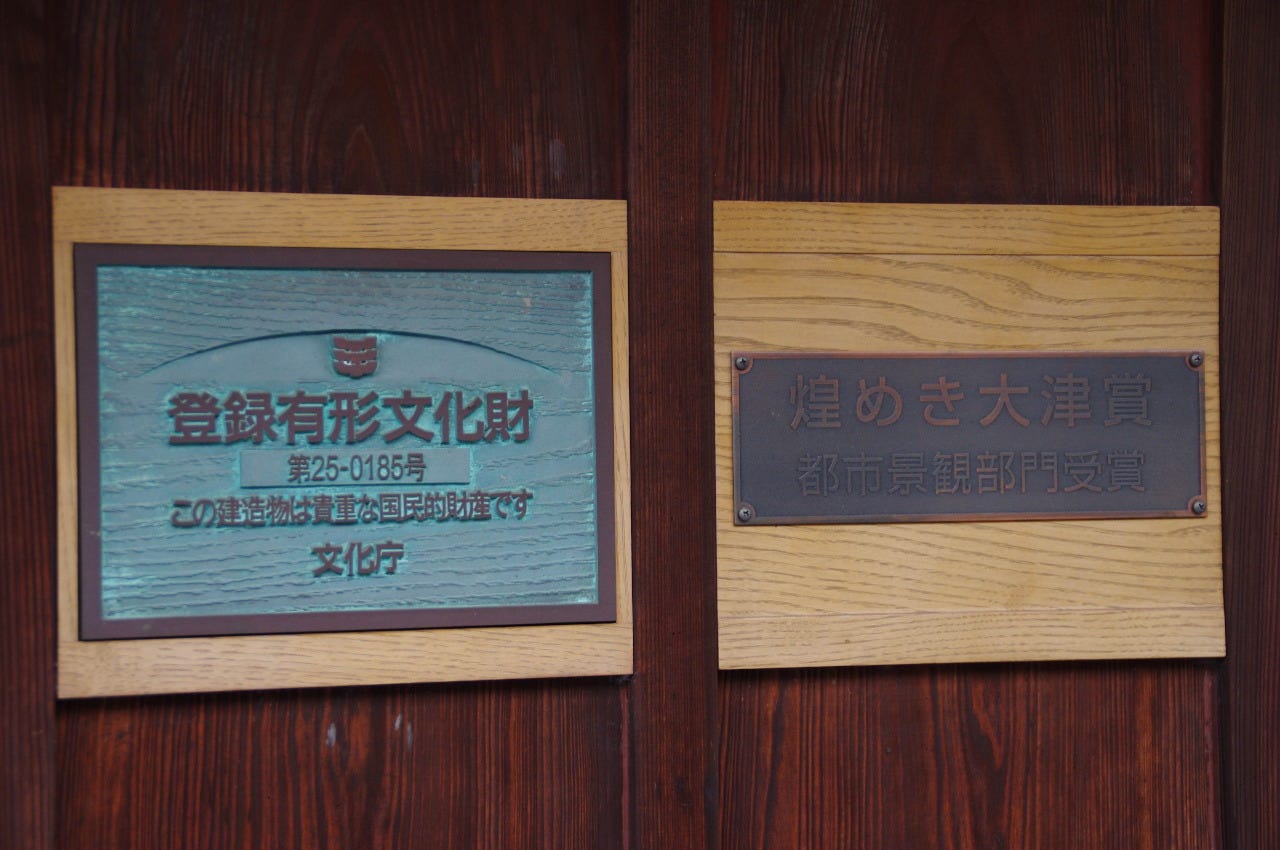 登録有形文化財
第25-0185号
この建造物は貴重な国民的財産です
文化庁
煌めき大津賞
都市景観部門受賞